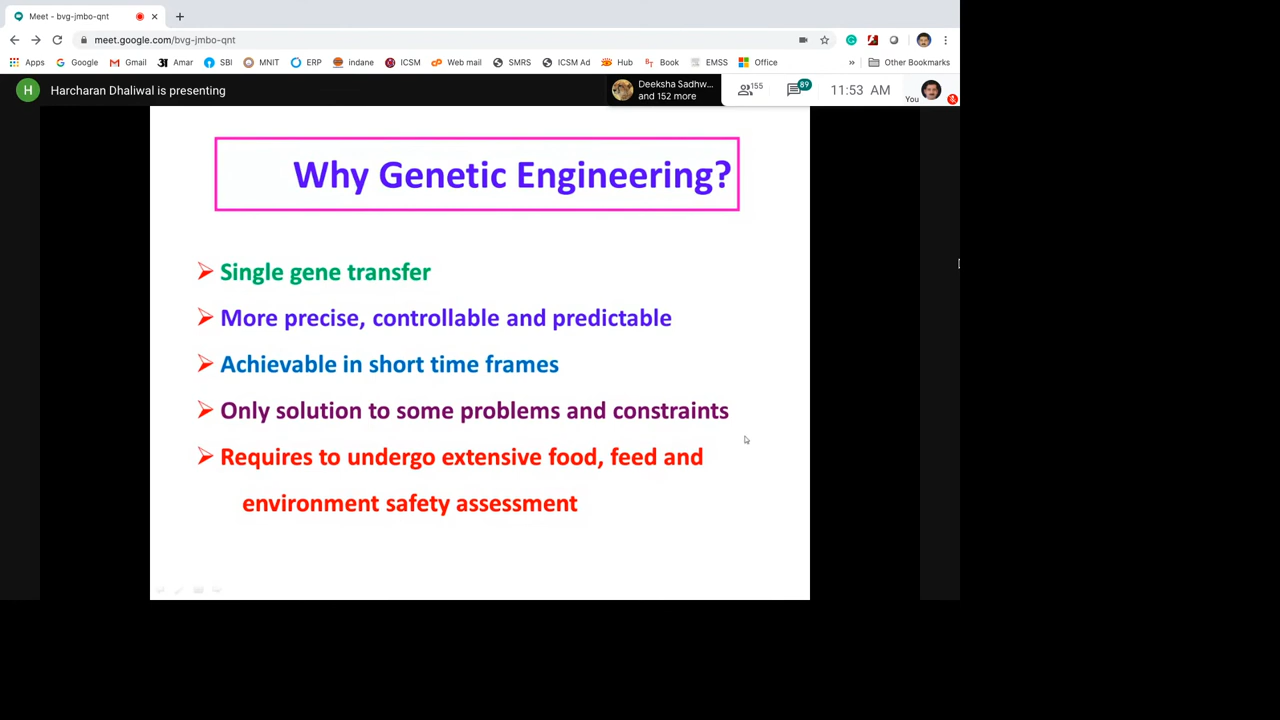 Meet - bvg-jmbo-qnt
meet.google.com/bvg-jmbo-qnt
Apps Google Gmail Amar SBI MNIT ERP indane ICSM Web mail SMRS ICSM Ad Hub Book EMSS Office » Other Bookmarks
H Harcharan Dhaliwal is presenting
Deeksha Sadhw...
and 152 more
155
89
11:53 AM
You
Why Genetic Engineering?
Single gene transfer
More precise, controllable and predictable
Achievable in short time frames
Only solution to some problems and constraints
Requires to undergo extensive food, feed and
environment safety assessment